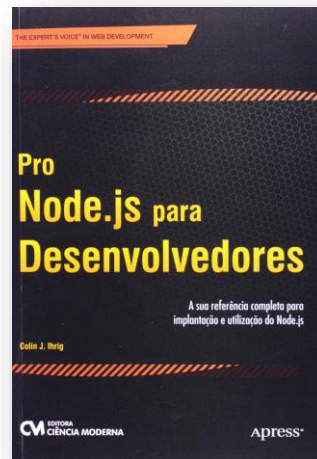 THE EXPERT'S VOICE® IN WEB DEVELOPMENT
Pro
Node.js para
Desenvolvedores
A sua referência completa para
implantação e utilização do Node.js
Colin J. Ihrig
CM EDITORA
CIÊNCIA MODERNA
Apress®